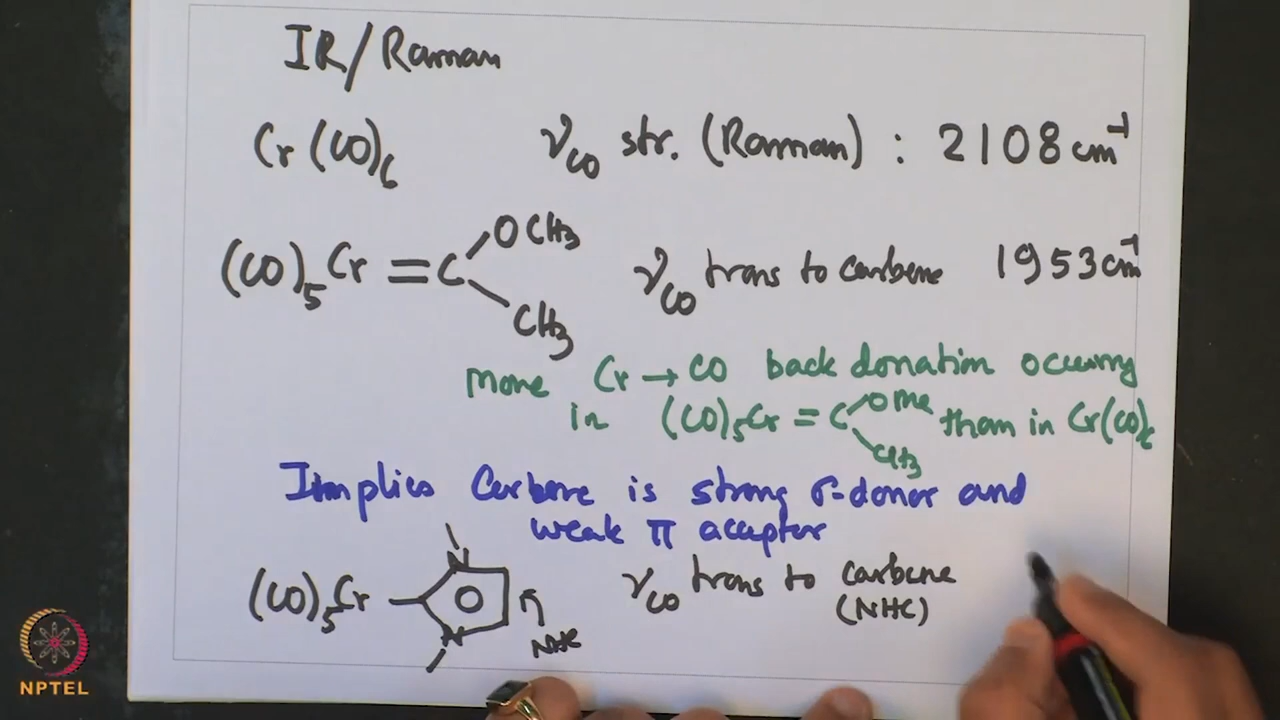 IR/Raman
Cr(CO)6 νCO str. (Raman) : 2108 cm⁻¹
(CO)5Cr = C OCH3 CH3 νCO trans to carbene 1953 cm⁻¹
More Cr → CO back donation occurry
in (CO)5Cr = C OMe CH3 than in Cr(CO)6
Implies Carbene is strong σ-donor and
weak π acceptor
(CO)5Cr — N N NHC νCO trans to carbene
(NHC)
NPTEL